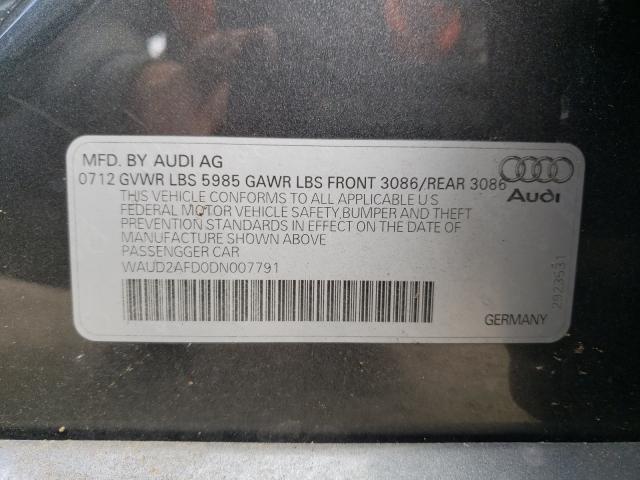 MFD. BY AUDI AG
0712 GVWR LBS 5985 GAWR LBS FRONT 3086/REAR 3086
THIS VEHICLE CONFORMS TO ALL APPLICABLE U S
FEDERAL MOTOR VEHICLE SAFETY,BUMPER AND THEFT
PREVENTION STANDARDS IN EFFECT ON THE DATE OF
MANUFACTURE SHOWN ABOVE
PASSENGGER CAR
WAUD2AFD0DN007791
Audi
2923531
GERMANY